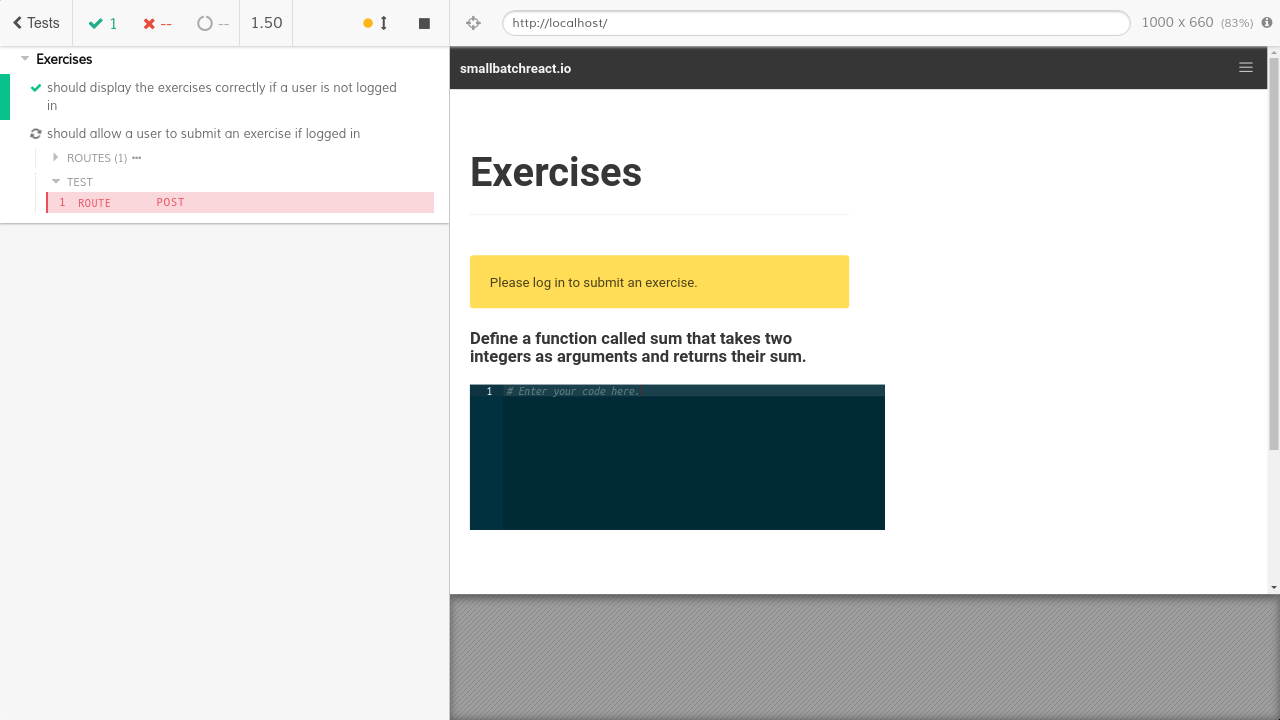 Tests 1 -- -- 1.50
http://localhost/ 1000 x 660 (83%)
Exercises
should display the exercises correctly if a user is not logged
in
should allow a user to submit an exercise if logged in
ROUTES (1)
TEST
1 ROUTE POST
smallbatchreact.io
Exercises
Please log in to submit an exercise.
Define a function called sum that takes two
integers as arguments and returns their sum.
1 # Enter your code here.